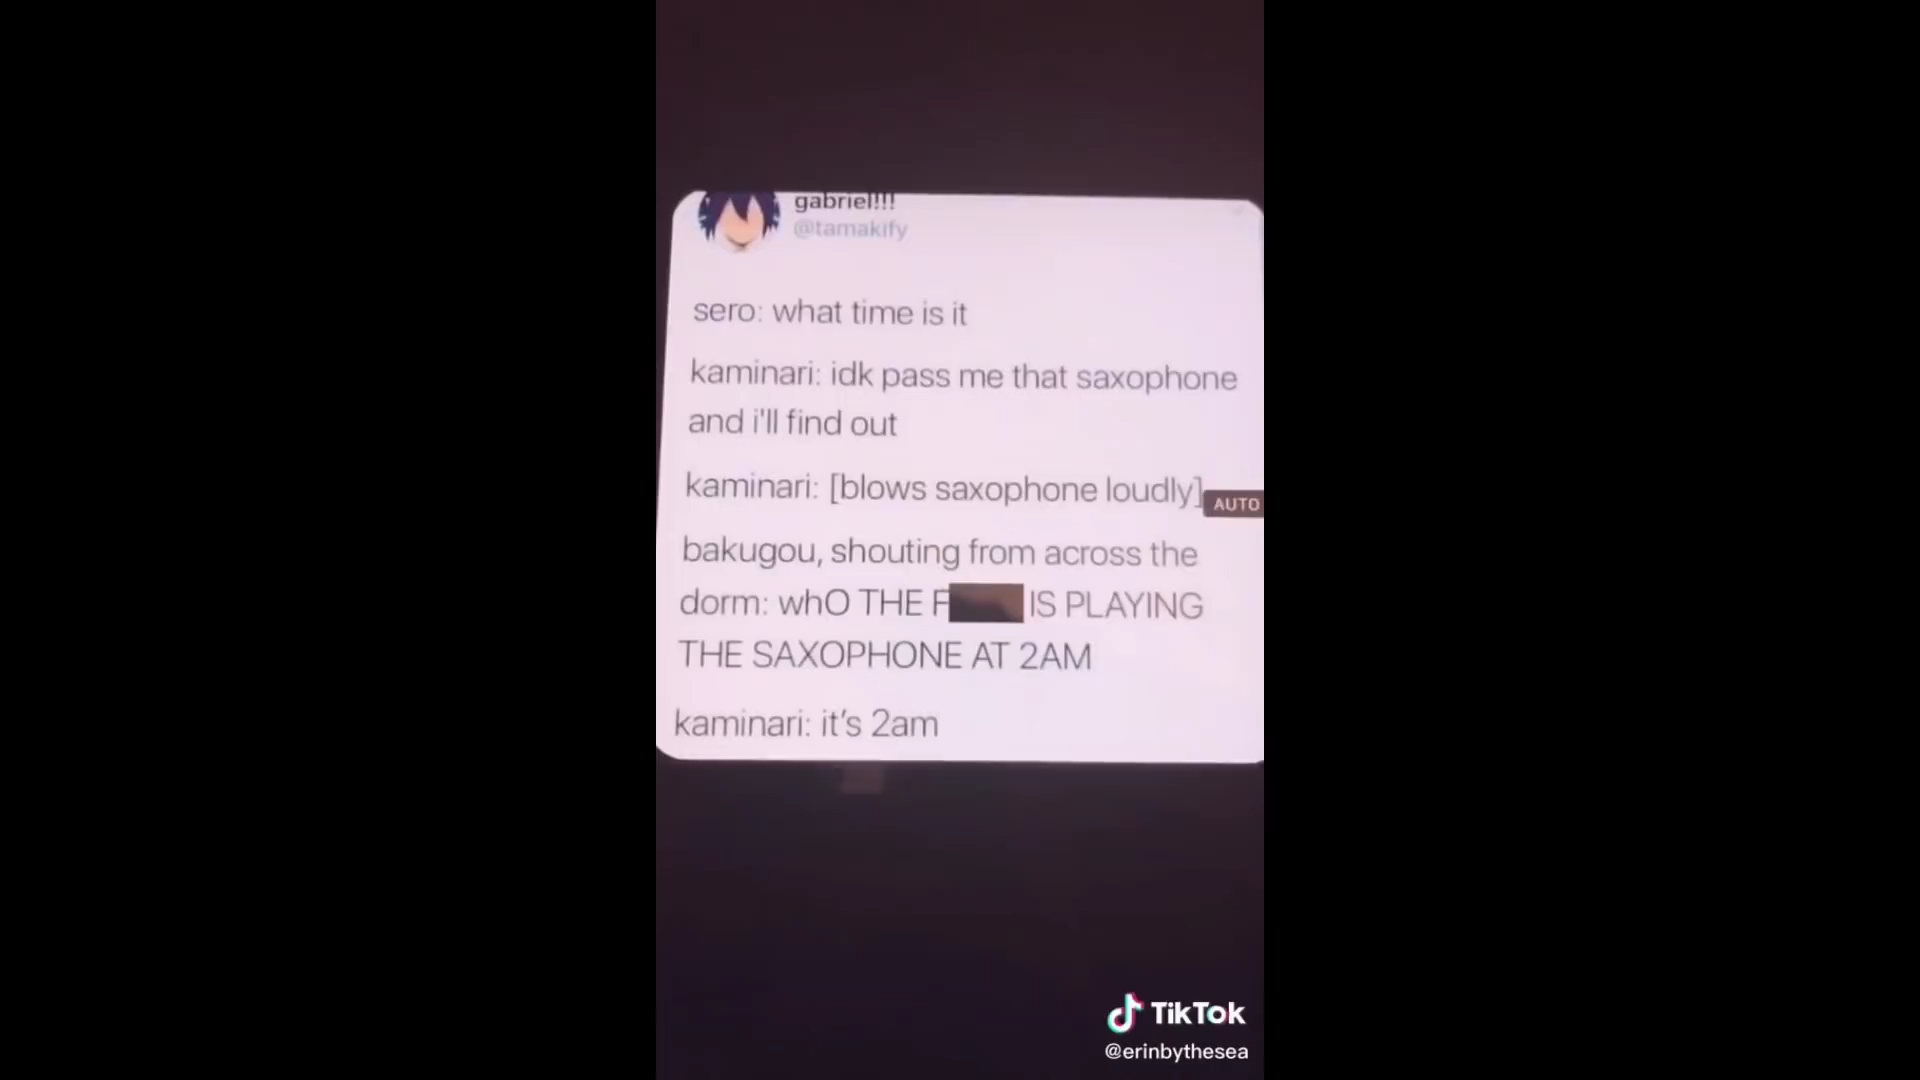 gabriel!!!
@tamakify
sero: what time is it
kaminari: idk pass me that saxophone
and i'll find out
kaminari: [blows saxophone loudly]
AUTO
bakugou, shouting from across the
dorm: whO THE F IS PLAYING
THE SAXOPHONE AT 2AM
kaminari: it's 2am
TikTok
@erinbythesea